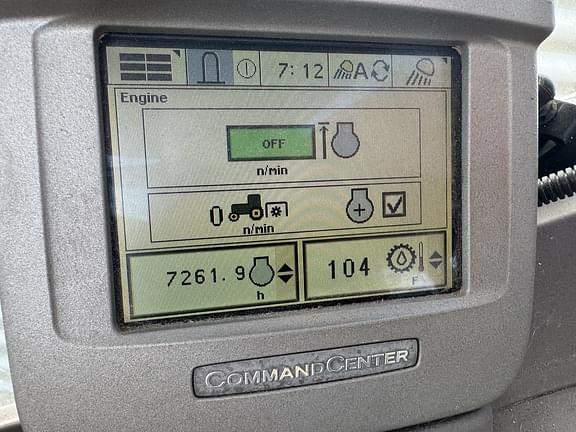 7:12 A
Engine
OFF
n/min
0
n/min
7261.9 h
104 F
COMMANDCENTER